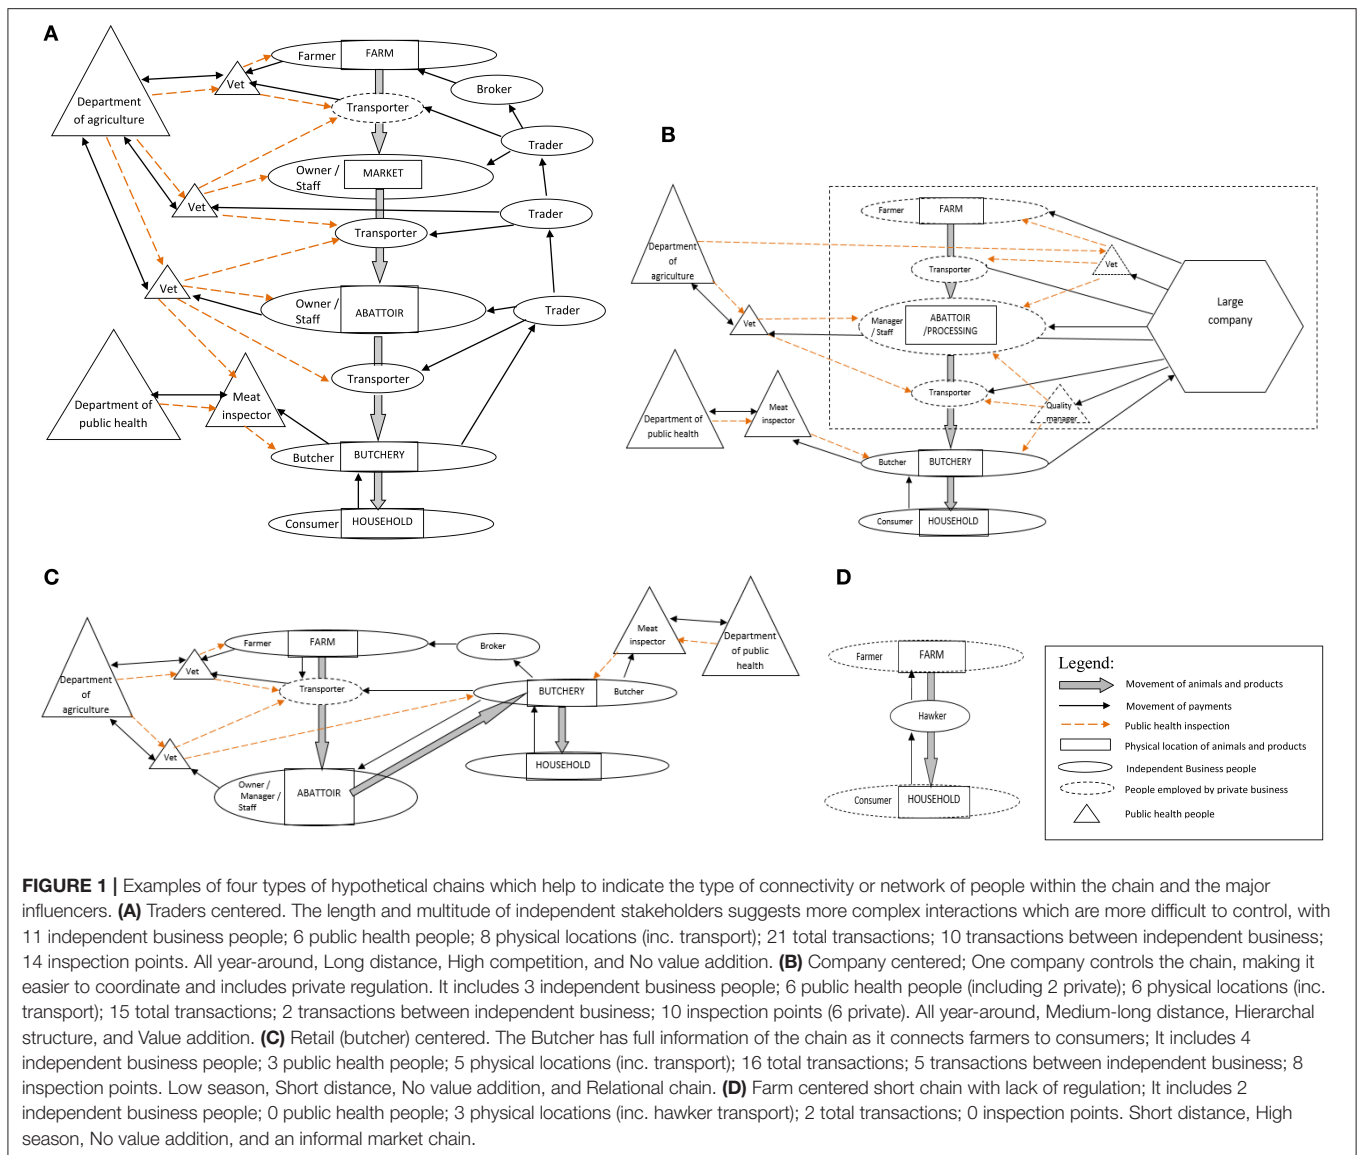 A
Farmer
FARM
Vet
Broker
Department
of agriculture
Transporter
Trader
Owner /
Staff
MARKET
Vet
Trader
Transporter
Vet
Owner /
Staff
ABATTOIR
Trader
Transporter
Department of
public health
Meat
inspector
Butcher
BUTCHERY
Consumer
HOUSEHOLD
B
Farmer
FARM
Department
of
agriculture
Transporter
Vet
Large
company
Vet
Manager
/ Staff
ABATTOIR
/PROCESSING
Transporter
Quality
manager
Department of
public health
Meat
inspector
Butcher
BUTCHERY
Consumer
HOUSEHOLD
C
Farmer
FARM
Broker
Meat
inspector
Department
of public
health
Department
of
agriculture
Vet
Transporter
BUTCHERY
Butcher
Vet
HOUSEHOLD
Owner /
Manager /
Staff
ABATTOIR
D
Farmer
FARM
Hawker
Consumer
HOUSEHOLD
Legend:
Movement of animals and products
Movement of payments
Public health inspection
Physical location of animals and products
Independent Business people
People employed by private business
Public health people
FIGURE 1 | Examples of four types of hypothetical chains which help to indicate the type of connectivity or network of people within the chain and the major
influencers. (A) Traders centered. The length and multitude of independent stakeholders suggests more complex interactions which are more difficult to control, with
11 independent business people; 6 public health people; 8 physical locations (inc. transport); 21 total transactions; 10 transactions between independent business;
14 inspection points. All year-around, Long distance, High competition, and No value addition. (B) Company centered; One company controls the chain, making it
easier to coordinate and includes private regulation. It includes 3 independent business people; 6 public health people (including 2 private); 6 physical locations (inc.
transport); 15 total transactions; 2 transactions between independent business; 10 inspection points (6 private). All year-around, Medium-long distance, Hierarchal
structure, and Value addition. (C) Retail (butcher) centered. The Butcher has full information of the chain as it connects farmers to consumers; It includes 4
independent business people; 3 public health people; 5 physical locations (inc. transport); 16 total transactions; 5 transactions between independent business; 8
inspection points. Low season, Short distance, No value addition, and Relational chain. (D) Farm centered short chain with lack of regulation; It includes 2
independent business people; 0 public health people; 3 physical locations (inc. hawker transport); 2 total transactions; 0 inspection points. Short distance, High
season, No value addition, and an informal market chain.